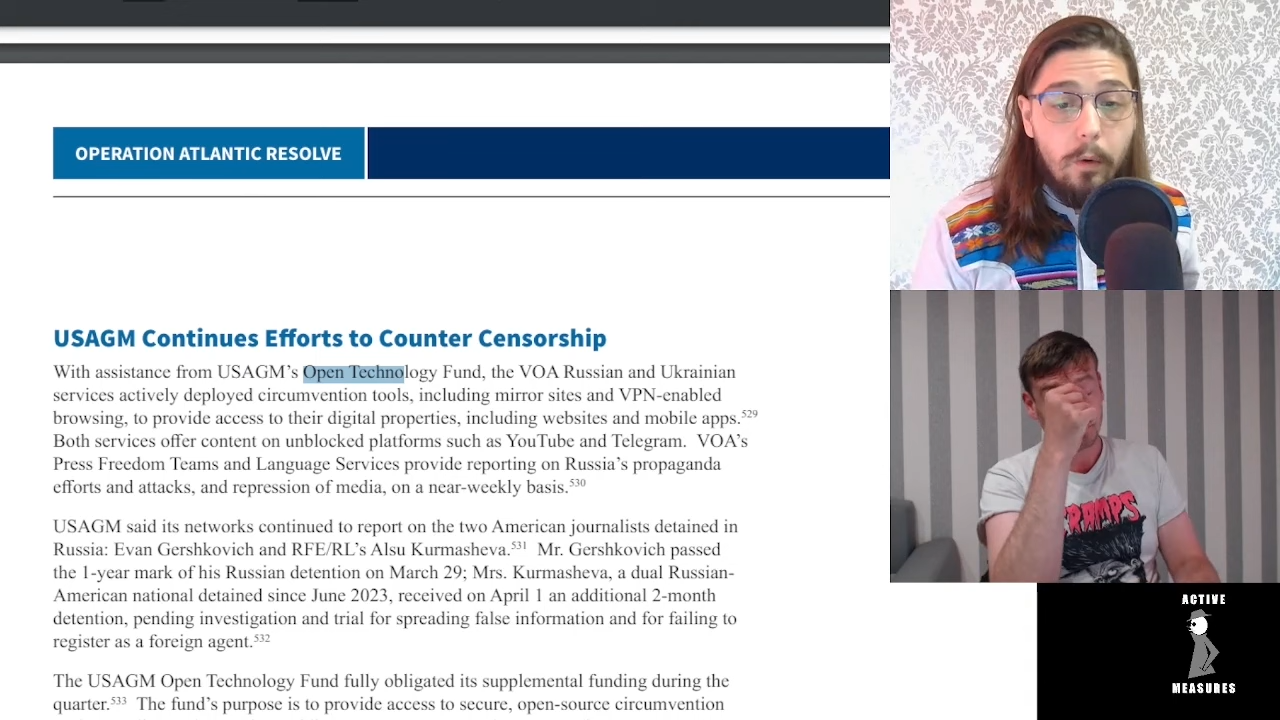 OPERATION ATLANTIC RESOLVE
USAGM Continues Efforts to Counter Censorship
With assistance from USAGM’s Open Technology Fund, the VOA Russian and Ukrainian
services actively deployed circumvention tools, including mirror sites and VPN-enabled
browsing, to provide access to their digital properties, including websites and mobile apps.529
Both services offer content on unblocked platforms such as YouTube and Telegram. VOA’s
Press Freedom Teams and Language Services provide reporting on Russia’s propaganda
efforts and attacks, and repression of media, on a near-weekly basis.530
USAGM said its networks continued to report on the two American journalists detained in
Russia: Evan Gershkovich and RFE/RL’s Alsu Kurmasheva.531 Mr. Gershkovich passed
the 1-year mark of his Russian detention on March 29; Mrs. Kurmasheva, a dual Russian-
American national detained since June 2023, received on April 1 an additional 2-month
detention, pending investigation and trial for spreading false information and for failing to
register as a foreign agent.532
The USAGM Open Technology Fund fully obligated its supplemental funding during the
quarter.533 The fund’s purpose is to provide access to secure, open-source circumvention
CRAMPS
ACTIVE
MEASURES